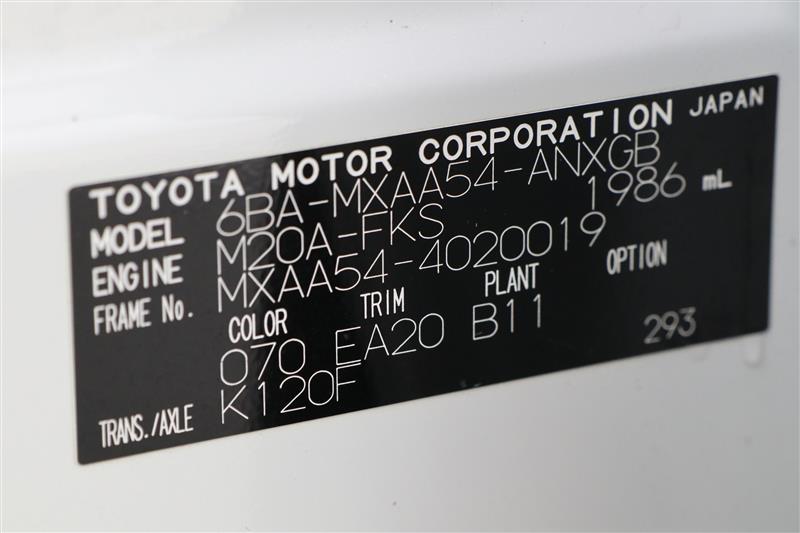 TOYOTA MOTOR CORPORATION JAPAN
MODEL 6BA-MXAA54-ANXGB
ENGINE M20A-FKS 1986 mL
FRAME No. MXAA54-4020019
COLOR TRIM PLANT OPTION
070 EA20 B11 293
TRANS./AXLE K120F